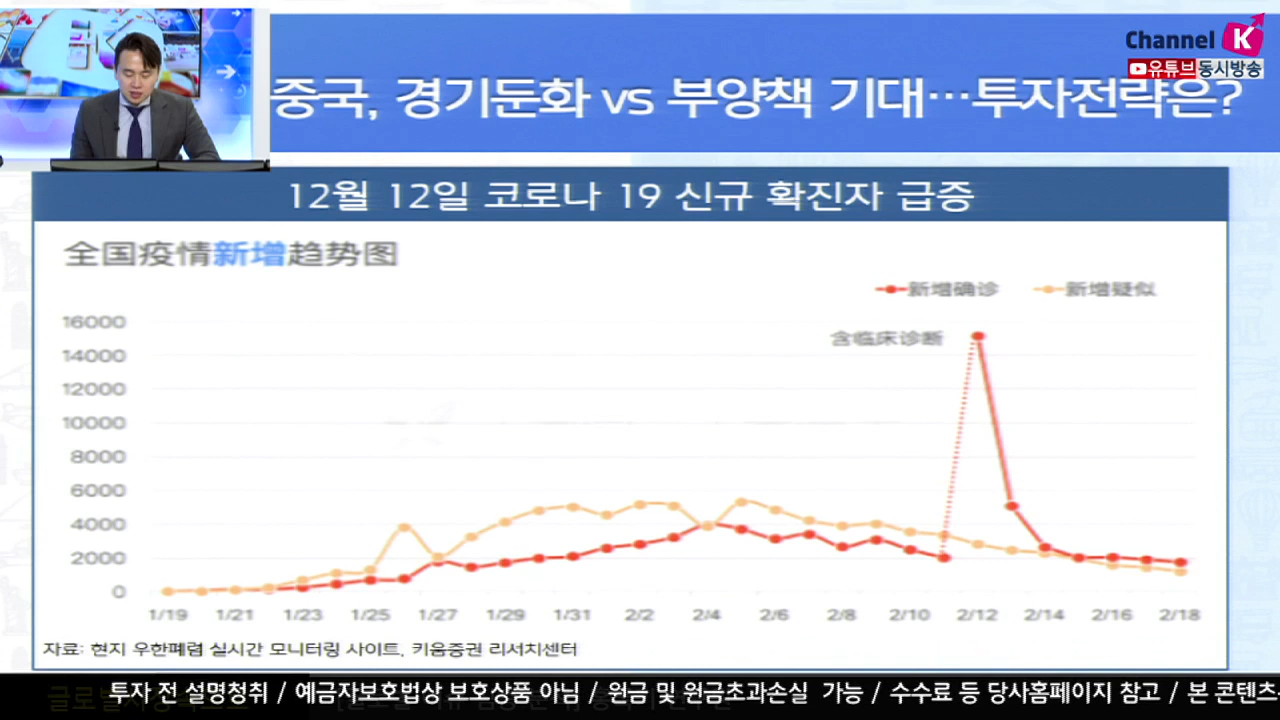 Channel K
유튜브 동시방송
중국, 경기둔화 vs 부양책 기대…투자전략은?
12월 12일 코로나 19 신규 확진자 급증
全国疫情新增趋势图
新增确诊 新增疑似
含临床诊断
16000
14000
12000
10000
8000
6000
4000
2000
0
1/19 1/21 1/23 1/25 1/27 1/29 1/31 2/2 2/4 2/6 2/8 2/10 2/12 2/14 2/16 2/18
자료: 현지 우한폐렴 실시간 모니터링 사이트, 키움증권 리서치센터
투자 전 설명청취 / 예금자보호법상 보호상품 아님 / 원금 및 원금초과손실 가능 / 수수료 등 당사홈페이지 참고 / 본 콘텐츠